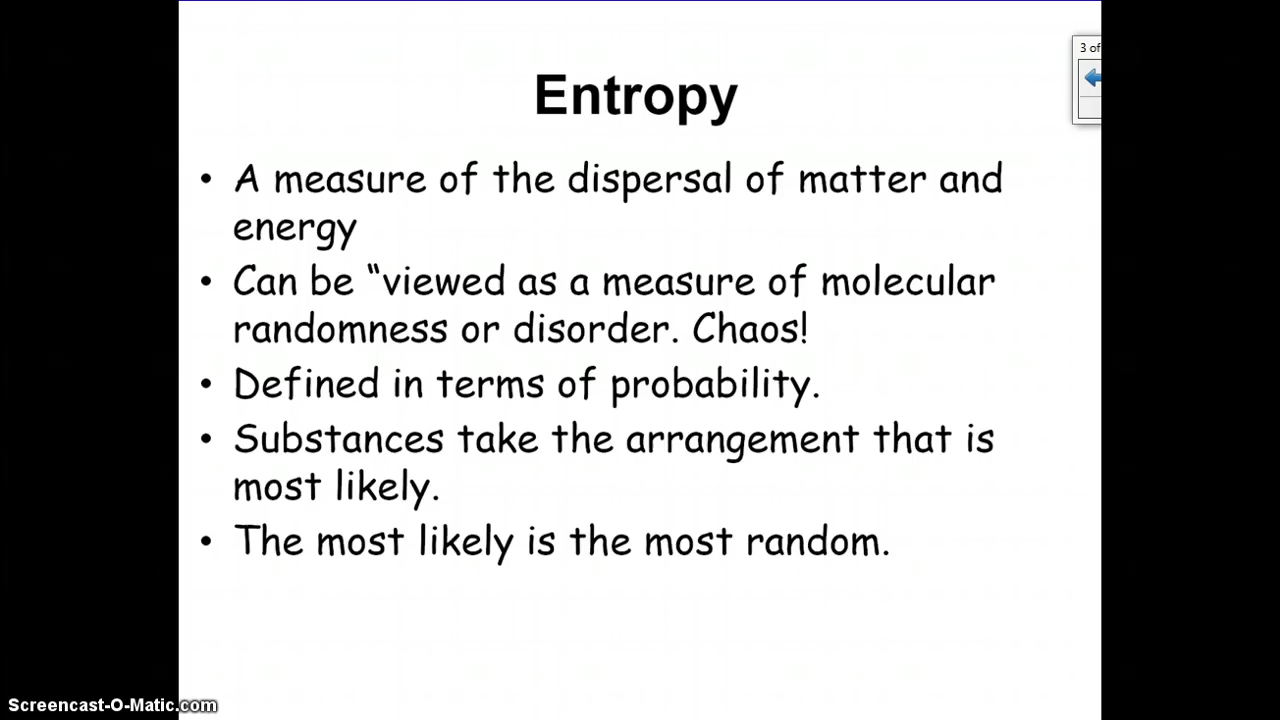 3 of
Entropy
• A measure of the dispersal of matter and
energy
• Can be “viewed as a measure of molecular
randomness or disorder. Chaos!
• Defined in terms of probability.
• Substances take the arrangement that is
most likely.
• The most likely is the most random.
Screencast-O-Matic.com